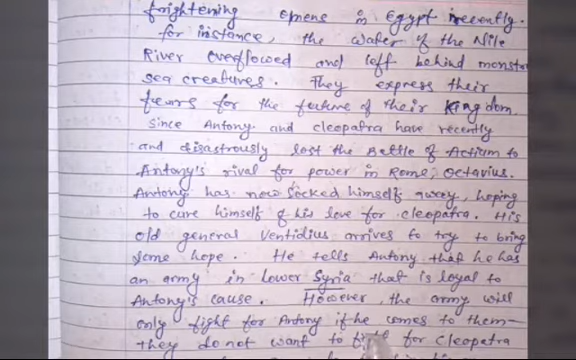 frightening omens in Egypt recently.
for instance, the water of the Nile
River overflowed and left behind monstr
sea creatures. They express their
fears for the future of their kingdom.
since Antony and cleopatra have recently
and disastrously lost the Battle of Actium to
Antony's rival for power in Rome, Octavius.
Antony has now socked himself away, hoping
to cure himself of his love for cleopatra. His
old general Ventidius arrives to try to bring
some hope. He tells Antony that he has
an army in Lower Syria that is loyal to
Antony's cause. However, the army will
only fight for Antony if he comes to them-
they do not want to fight for Cleopatra